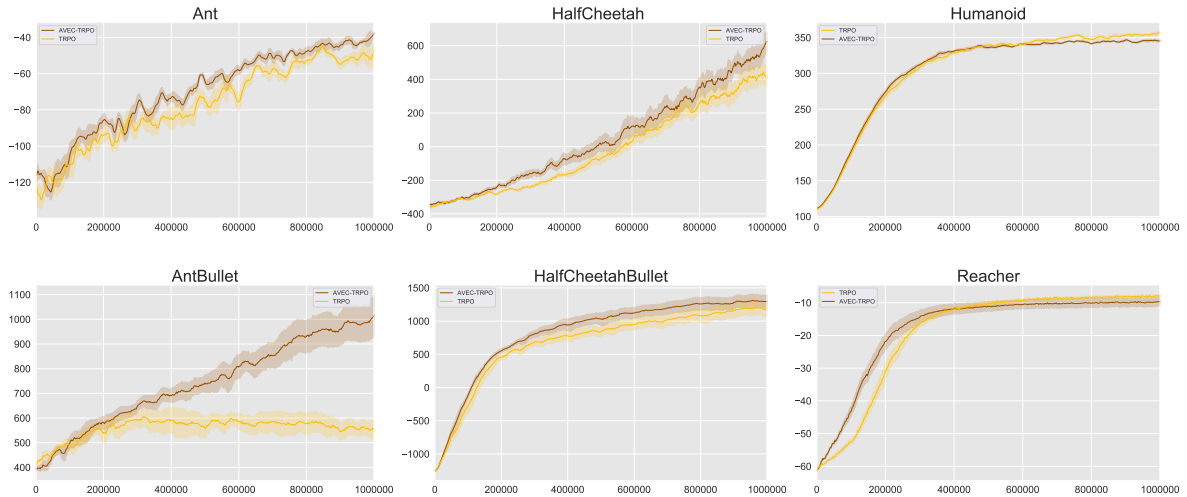 Ant
AVEC-TRPO
TRPO
−40
−60
−80
−100
−120
0 200000 400000 600000 800000 1000000
HalfCheetah
AVEC-TRPO
TRPO
600
400
200
0
−200
−400
0 200000 400000 600000 800000 1000000
Humanoid
TRPO
AVEC-TRPO
350
300
250
200
150
100
0 200000 400000 600000 800000 1000000
AntBullet
AVEC-TRPO
TRPO
1100
1000
900
800
700
600
500
400
0 200000 400000 600000 800000 1000000
HalfCheetahBullet
AVEC-TRPO
TRPO
1500
1000
500
0
−500
−1000
0 200000 400000 600000 800000 1000000
Reacher
TRPO
AVEC-TRPO
−10
−20
−30
−40
−50
−60
0 200000 400000 600000 800000 1000000